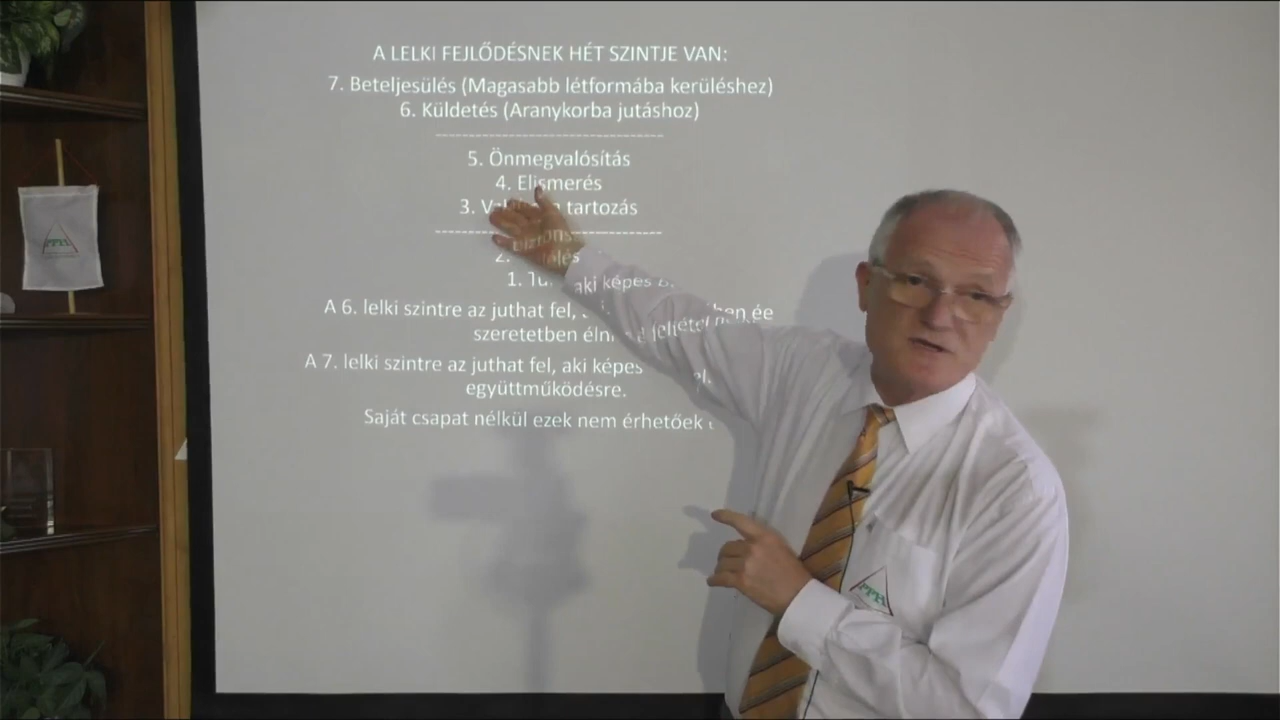 A LELKI FEJLŐDÉSNEK HÉT SZINTJE VAN:
7. Beteljesülés (Magasabb létformába kerüléshez)
6. Küldetés (Aranykorba jutáshoz)
-----------------------------------
5. Önmegvalósítás
4. Elismerés
3. tartozás
-----------------------------------
2.
1. aki képes
A 6. lelki szintre az juthat fel,
szeretetben
A 7. lelki szintre az juthat fel, aki képes
együttműködésre.
Saját csapat nélkül ezek nem érhetőek